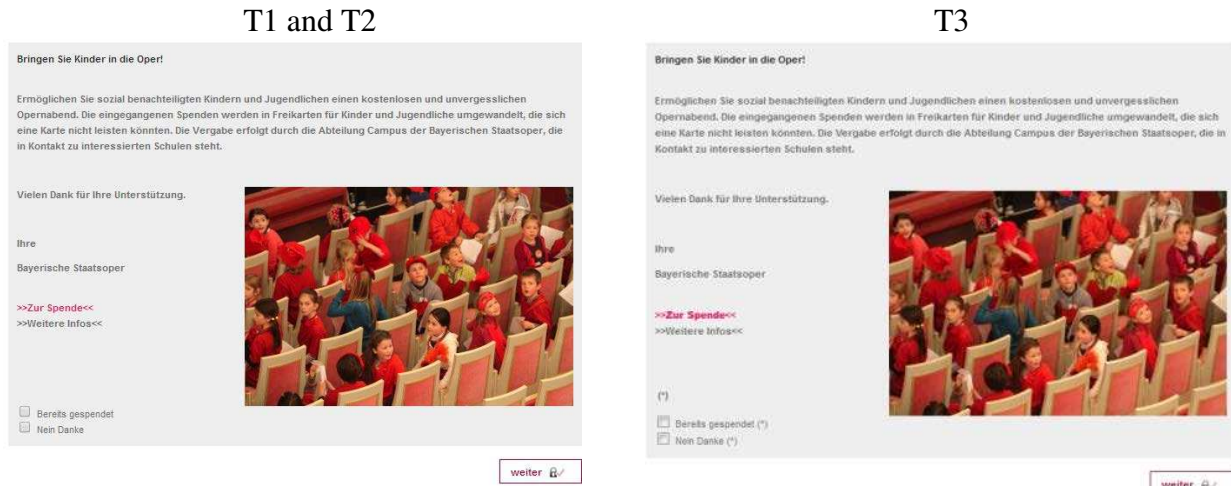 T1 and T2
Bringen Sie Kinder in die Oper!
Ermöglichen Sie sozial benachteiligten Kindern und Jugendlichen einen kostenlosen und unvergesslichen
Opernabend. Die eingegangenen Spenden werden in Freikarten für Kinder und Jugendliche umgewandelt, die sich
eine Karte nicht leisten könnten. Die Vergabe erfolgt durch die Abteilung Campus der Bayerischen Staatsoper, die
in Kontakt zu interessierten Schulen steht.
Vielen Dank für Ihre Unterstützung.
Ihre
Bayerische Staatsoper
>>Zur Spende<<
>>Weitere Infos<<
Bereits gespendet
Nein Danke
weiter
T3
Bringen Sie Kinder in die Oper!
Ermöglichen Sie sozial benachteiligten Kindern und Jugendlichen einen kostenlosen und unvergesslichen
Opernabend. Die eingegangenen Spenden werden in Freikarten für Kinder und Jugendliche umgewandelt, die sich
eine Karte nicht leisten könnten. Die Vergabe erfolgt durch die Abteilung Campus der Bayerischen Staatsoper, die in
Kontakt zu interessierten Schulen steht.
Vielen Dank für Ihre Unterstützung.
Ihre
Bayerische Staatsoper
>>Zur Spende<<
>>Weitere Infos<<
(*)
Bereits gespendet (*)
Nein Danke (*)
weiter